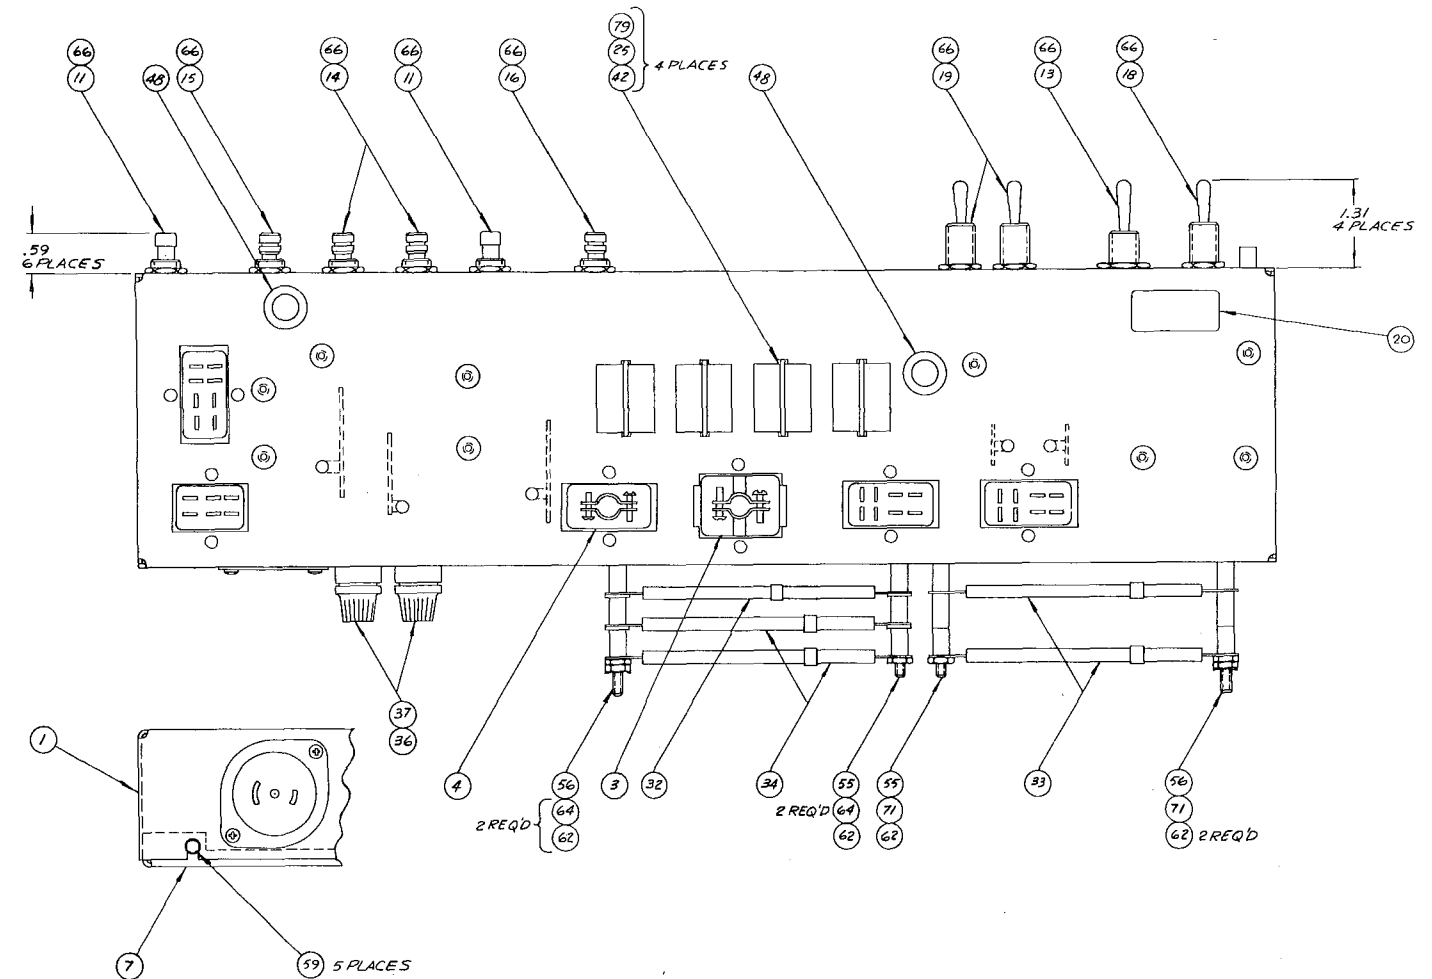 79
66 66 66 66 66 25 4 PLACES 66 66 66
11 48 15 14 11 16 42 48 19 13 18
1.31
4 PLACES
.59
6 PLACES
20
37
36
1
4 56 3 32 34 55 55 33 56
2 REQ'D 64 2 REQ'D 64 71 71
62 62 62 62 2 REQ'D
7 59 5 PLACES